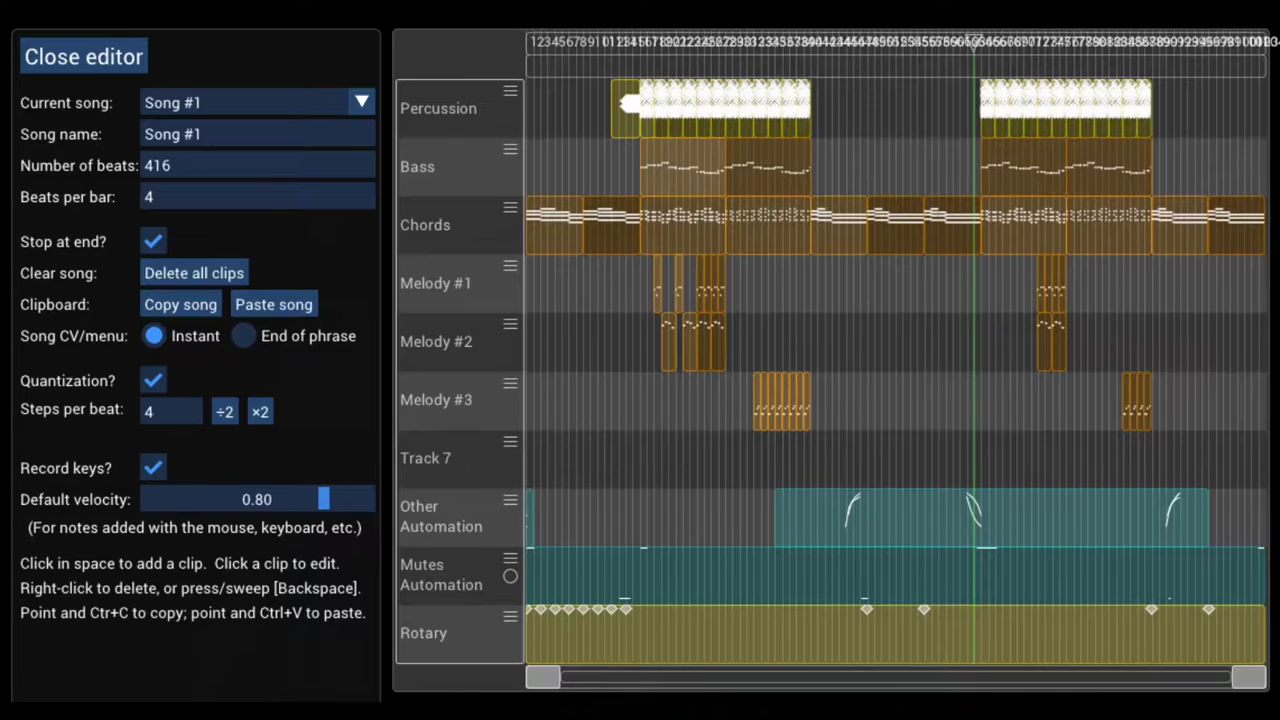 Close editor
Current song: Song #1
Song name: Song #1
Number of beats: 416
Beats per bar: 4
Stop at end?
Clear song: Delete all clips
Clipboard: Copy song Paste song
Song CV/menu: Instant End of phrase
Quantization?
Steps per beat: 4 ÷2 ×2
Record keys?
Default velocity: 0.80
(For notes added with the mouse, keyboard, etc.)
Click in space to add a clip. Click a clip to edit.
Right-click to delete, or press/sweep [Backspace].
Point and Ctr+C to copy; point and Ctrl+V to paste.
Percussion
Bass
Chords
Melody #1
Melody #2
Melody #3
Track 7
Other
Automation
Mutes
Automation
Rotary